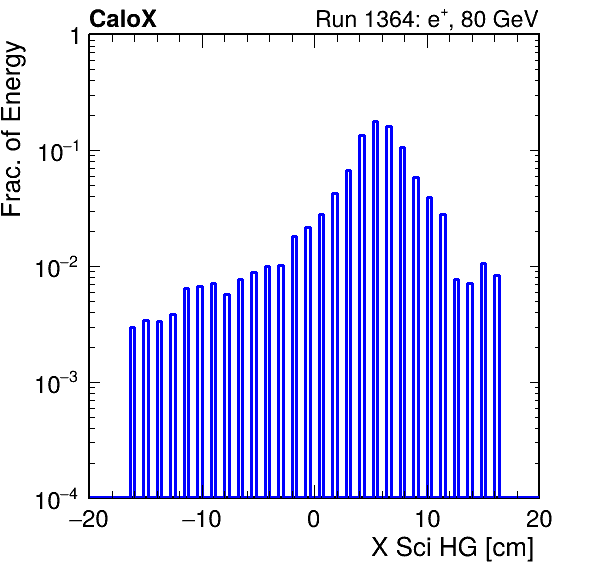 CaloX Run 1364: e⁺, 80 GeV
Frac. of Energy
1
10⁻¹
10⁻²
10⁻³
10⁻⁴
−20 −10 0 10 20
X Sci HG [cm]